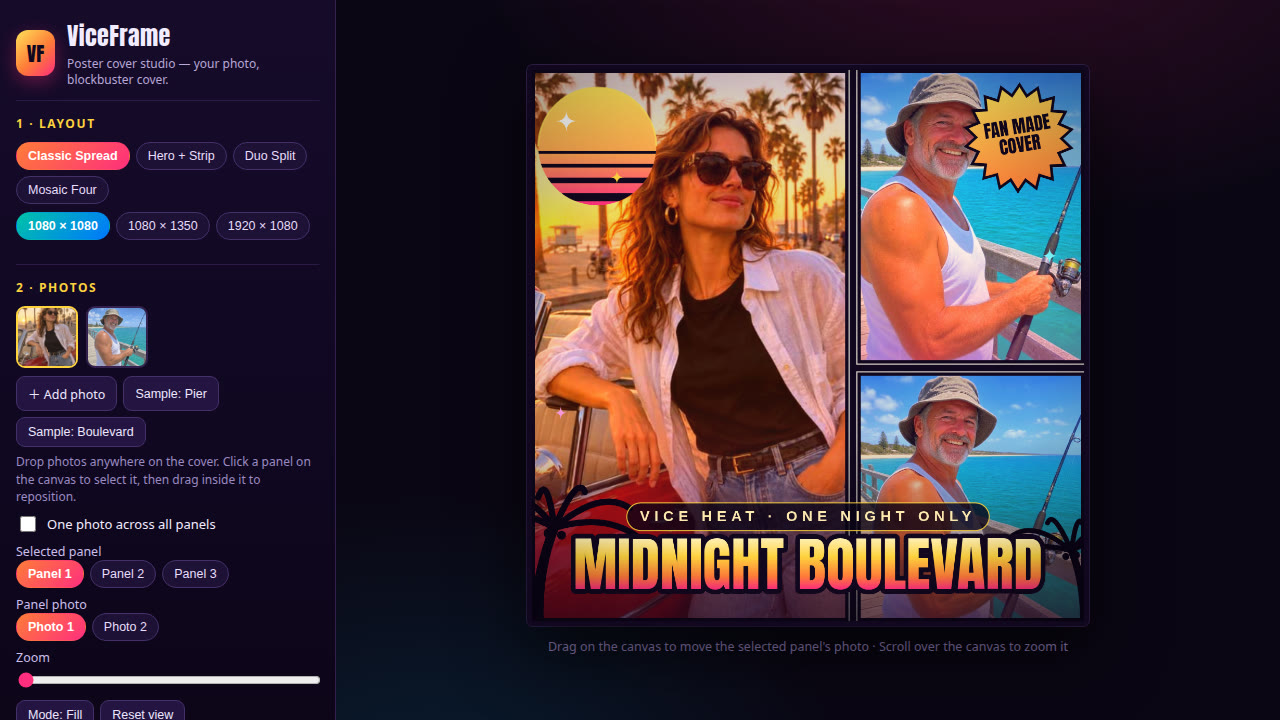 VF
ViceFrame
Poster cover studio — your photo,
blockbuster cover.
1 · LAYOUT
Classic Spread
Hero + Strip
Duo Split
Mosaic Four
1080 × 1080
1080 × 1350
1920 × 1080
2 · PHOTOS
+ Add photo
Sample: Pier
Sample: Boulevard
Drop photos anywhere on the cover. Click a panel on
the canvas to select it, then drag inside it to
reposition.
One photo across all panels
Selected panel
Panel 1
Panel 2
Panel 3
Panel photo
Photo 1
Photo 2
Zoom
Mode: Fill
Reset view
FAN MADE
COVER
VICE HEAT · ONE NIGHT ONLY
MIDNIGHT BOULEVARD
Drag on the canvas to move the selected panel's photo · Scroll over the canvas to zoom it